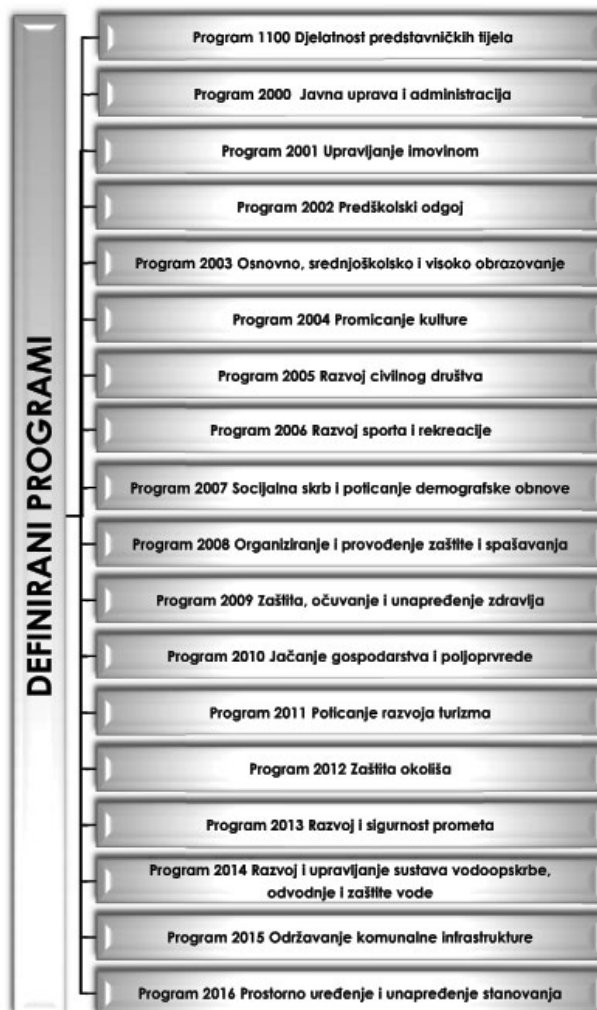 DEFINIRANI PROGRAMI
Program 1100 Djelatnost predstavničkih tijela
Program 2000 Javna uprava i administracija
Program 2001 Upravljanje imovinom
Program 2002 Predškolski odgoj
Program 2003 Osnovno, srednjoškolsko i visoko obrazovanje
Program 2004 Promicanje kulture
Program 2005 Razvoj civilnog društva
Program 2006 Razvoj sporta i rekreacije
Program 2007 Socijalna skrb i poticanje demografske obnove
Program 2008 Organiziranje i provođenje zaštite i spašavanja
Program 2009 Zaštita, očuvanje i unapređenje zdravlja
Program 2010 Jačanje gospodarstva i poljoprvrede
Program 2011 Poticanje razvoja turizma
Program 2012 Zaštita okoliša
Program 2013 Razvoj i sigurnost prometa
Program 2014 Razvoj i upravljanje sustava vodoopskrbe,
odvodnje i zaštite vode
Program 2015 Održavanje komunalne infrastrukture
Program 2016 Prostorno uređenje i unapređenje stanovanja